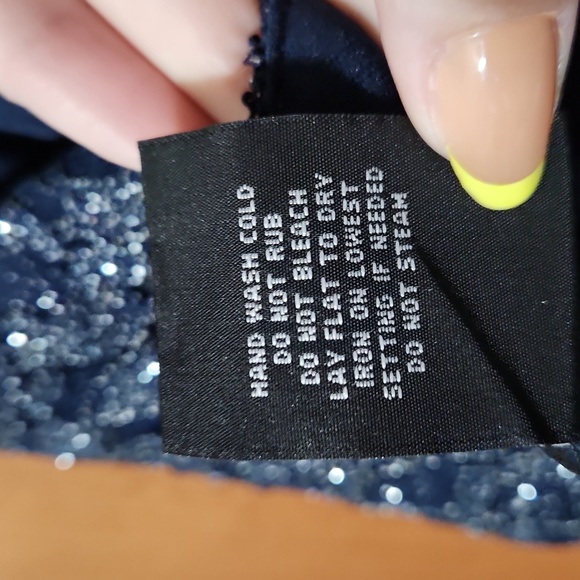 HAND WASH COLD
DO NOT RUB
DO NOT BLEACH
LAY FLAT TO DRY
IRON ON LOWEST
SETTING IF NEEDED
DO NOT STEAM